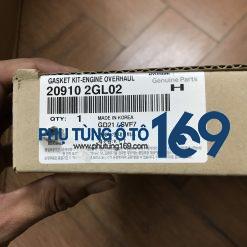 GASKET KIT-ENGINE OVERHAUL
Genuine Parts
20910 2GL02
QTY: 1
MADE IN KOREA
PHỤ TÙNG Ô TÔ 169
www.phutung169.com